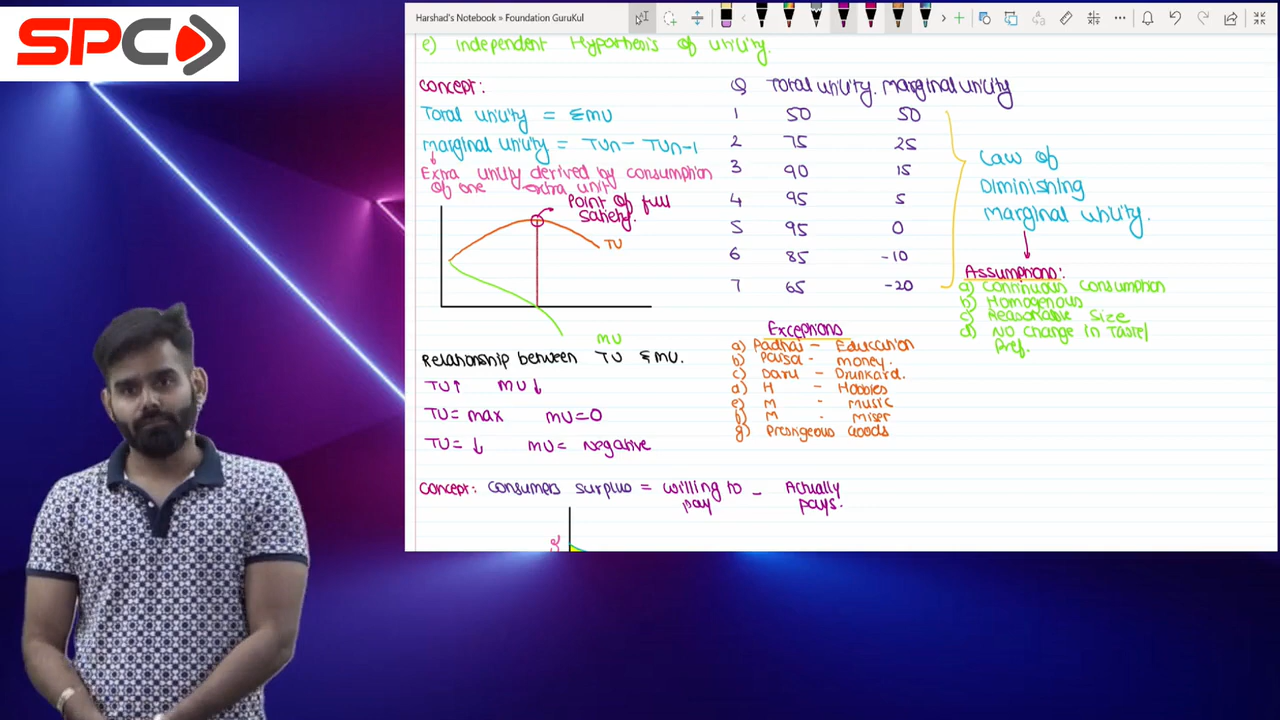 SPC
Harshad's Notebook » Foundation GuruKul
e) Independent Hypothesis of Utility.
Concept:
Total Utility = ΣMU
Marginal Utility = TUn - TUn-1
Extra Utility derived by consumption
of one extra unit
Point of full
satisfy.
TU
MU
Relationship between TU & MU.
TU↑ MU↓
TU= max MU=0
TU= ↓ MU= Negative
Q Total Utility. Marginal Utility
1 50 50
2 75 25
3 90 15
4 95 5
5 95 0
6 85 -10
7 65 -20
Law of
Diminishing
Marginal Utility.
Assumptions:
a) Continuous Consumption
b) Homogenous
c) Reasonable Size
d) No change in Taste/
Pref.
Exceptions
a) Padhai - Education
b) Paisa - money.
c) Daru - Drunkard.
d) H - Hobbies
e) M - Music
f) M - Miser
g) Prestigeous Goods
Concept: Consumers surplus = willing to - Actually
pay pays.